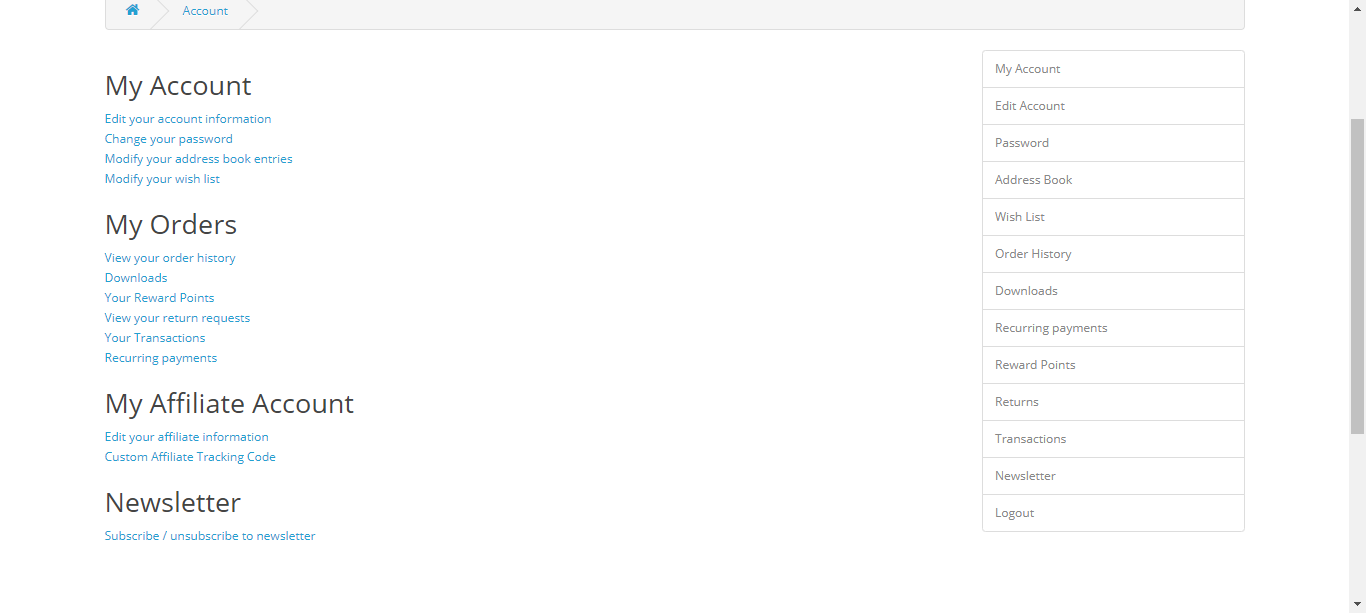 Account
My Account
Edit your account information
Change your password
Modify your address book entries
Modify your wish list
My Orders
View your order history
Downloads
Your Reward Points
View your return requests
Your Transactions
Recurring payments
My Affiliate Account
Edit your affiliate information
Custom Affiliate Tracking Code
Newsletter
Subscribe / unsubscribe to newsletter
My Account
Edit Account
Password
Address Book
Wish List
Order History
Downloads
Recurring payments
Reward Points
Returns
Transactions
Newsletter
Logout